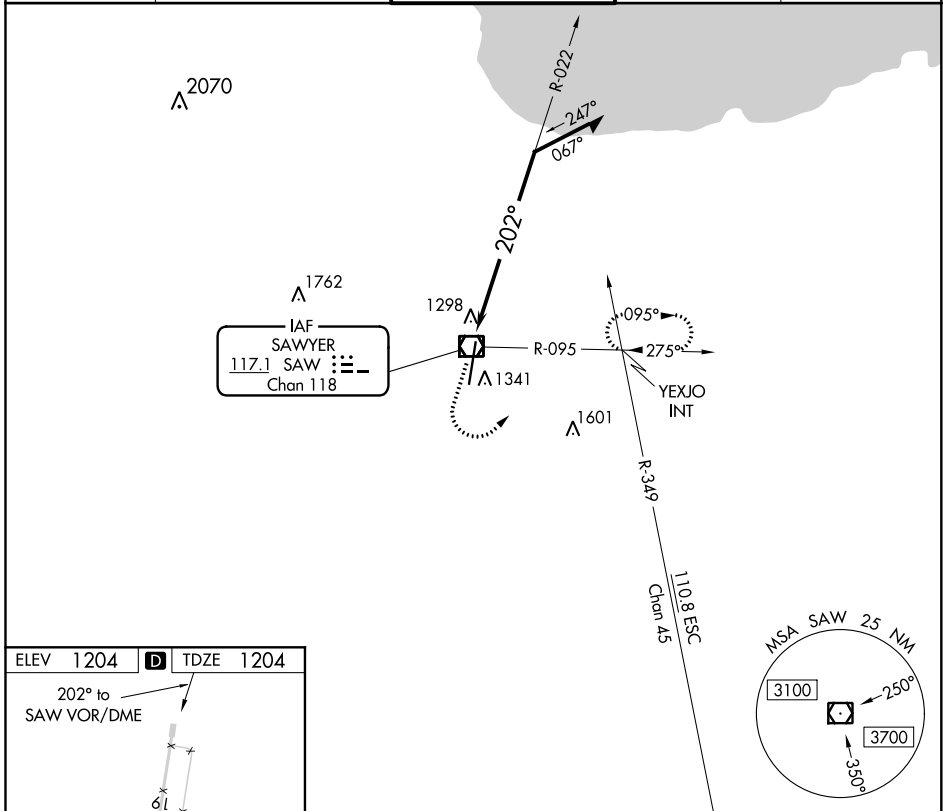 2070
R-022
247°
067°
202°
1762
1298
IAF
SAWYER
117.1 SAW
Chan 118
R-095
095°
275°
1341
YEXJO
INT
1601
R-349
110.8 ESC
Chan 45
MSA SAW 25 NM
3100
250°
3700
350°
ELEV 1204 D TDZE 1204
202° to
SAW VOR/DME